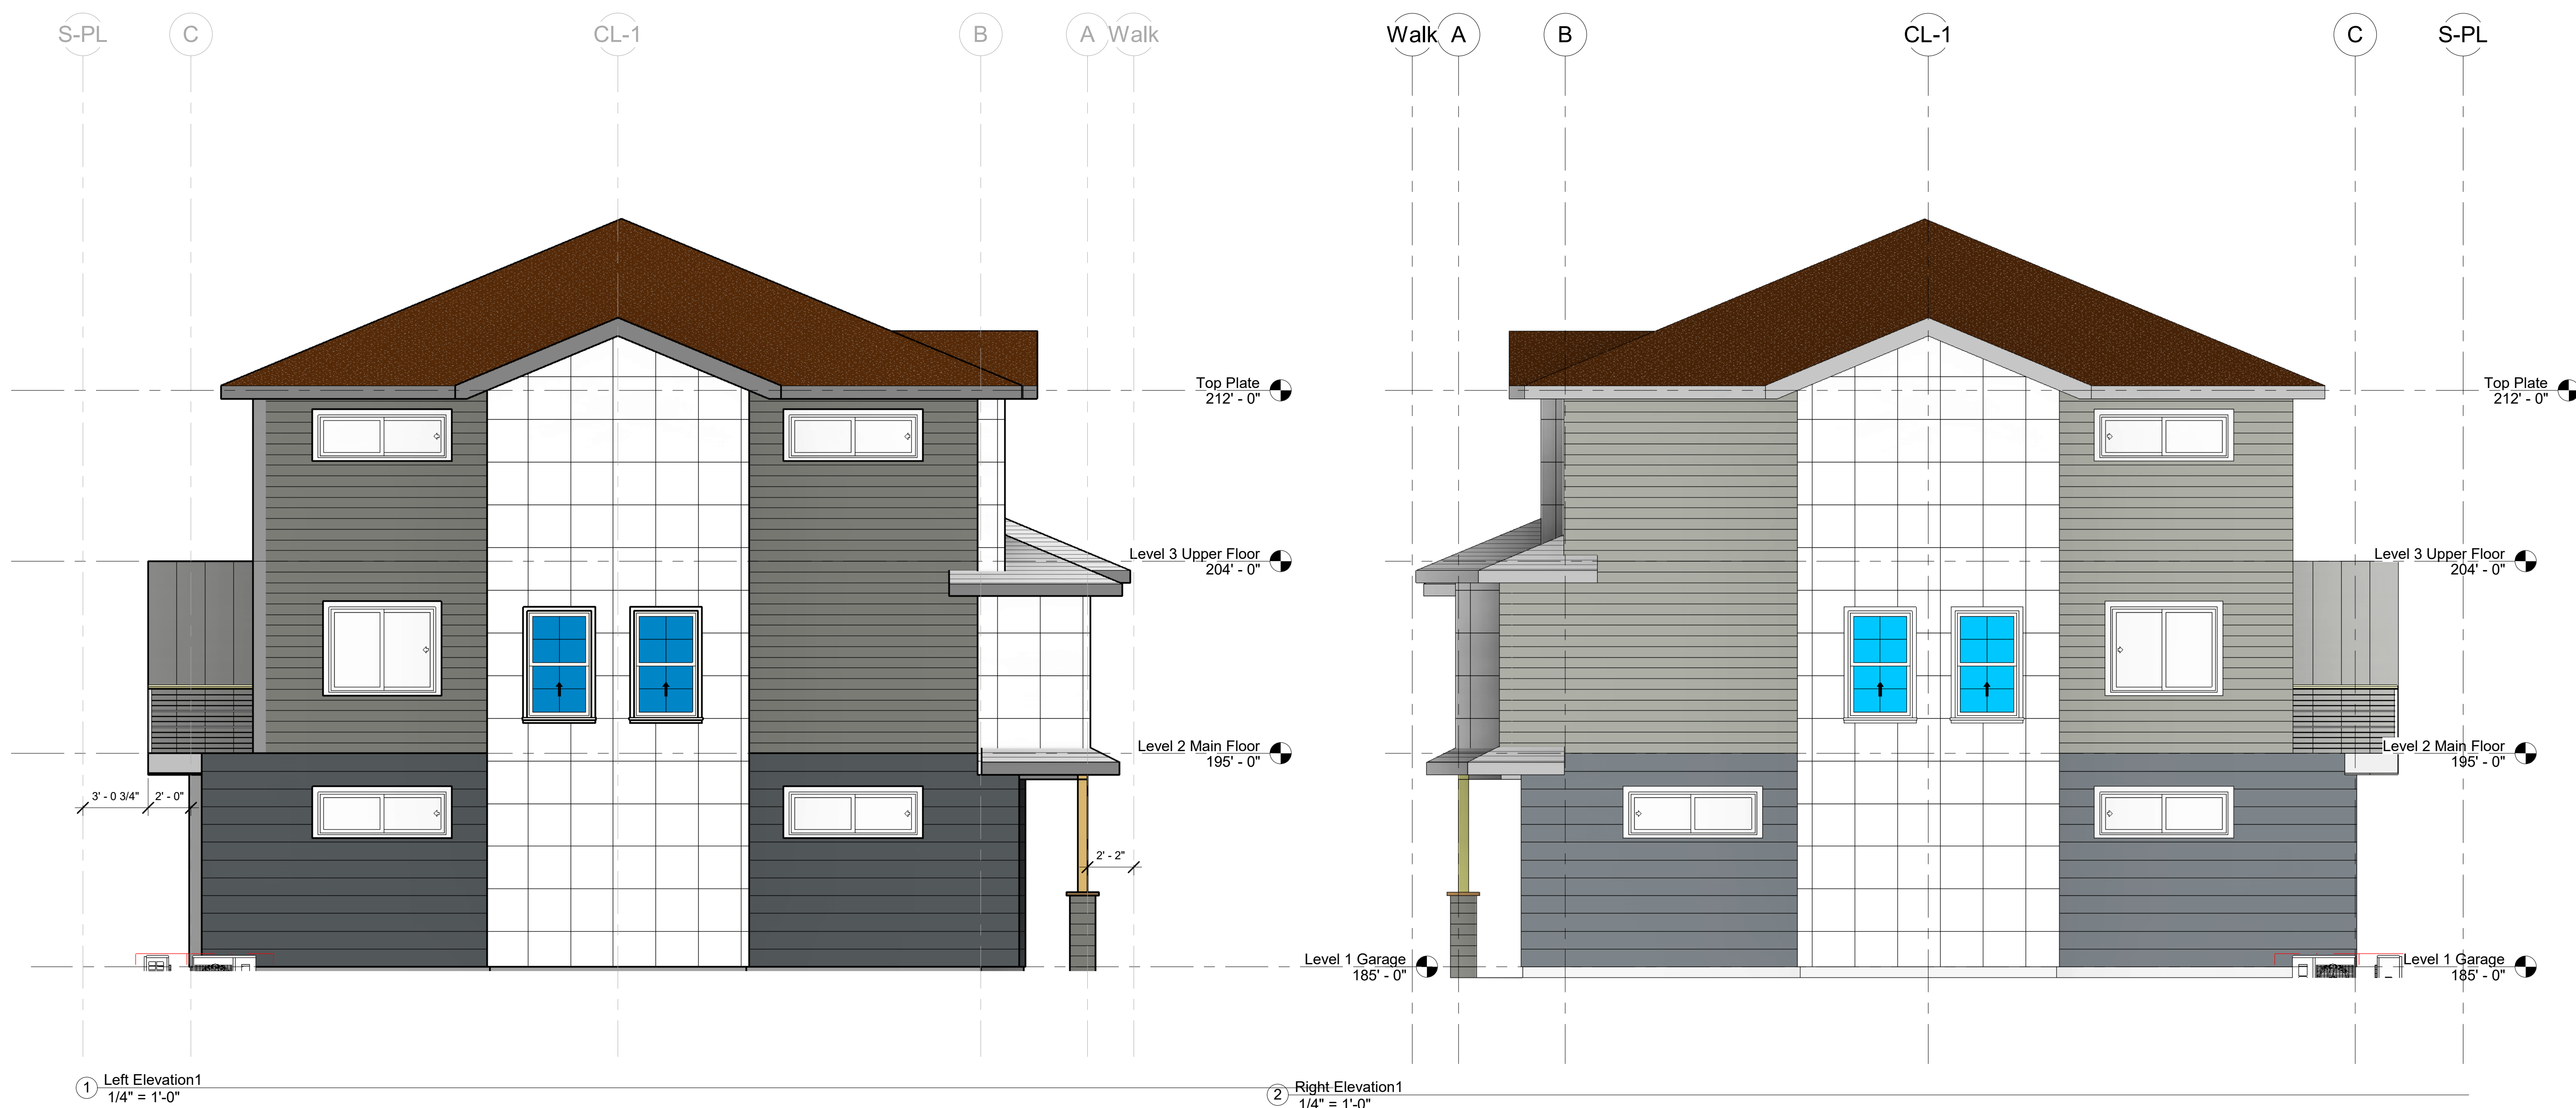 S-PL C CL-1 B A Walk
Walk A B CL-1 C S-PL
Top Plate
212' - 0"
Top Plate
212' - 0"
Level 3 Upper Floor
204' - 0"
Level 3 Upper Floor
204' - 0"
Level 2 Main Floor
195' - 0"
Level 2 Main Floor
195' - 0"
3' - 0 3/4" 2' - 0"
2' - 2"
Level 1 Garage
185' - 0"
Level 1 Garage
185' - 0"
1 Left Elevation1
1/4" = 1'-0"
2 Right Elevation1
1/4" = 1'-0"